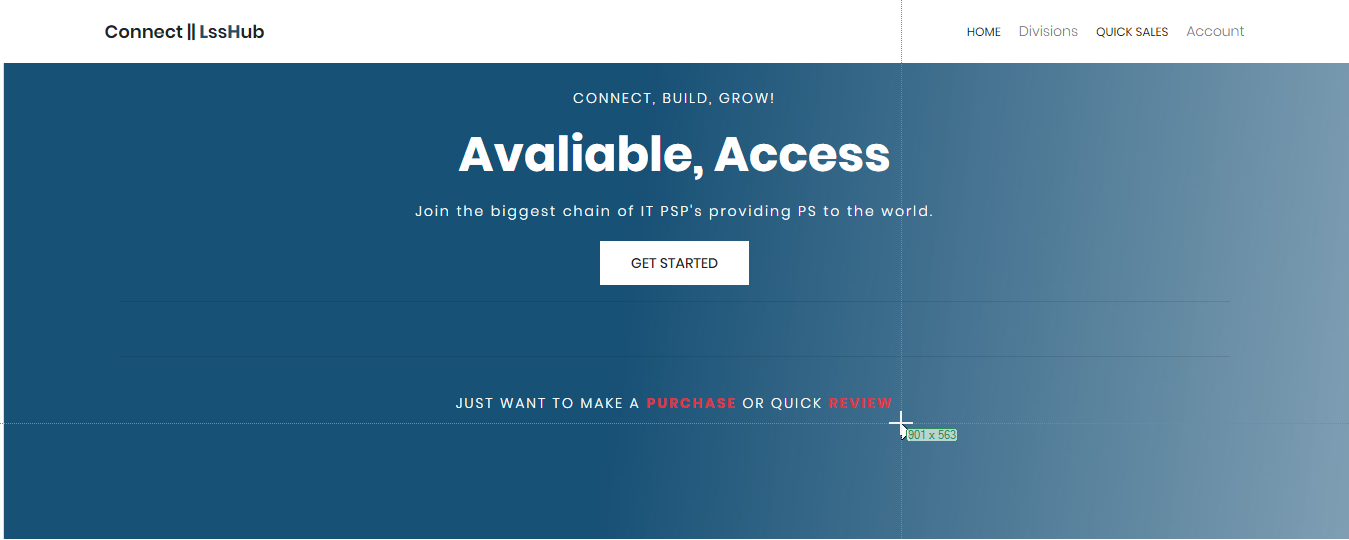 Connect || LssHub
HOME Divisions QUICK SALES Account
CONNECT, BUILD, GROW!
Avaliable, Access
Join the biggest chain of IT PSP's providing PS to the world.
GET STARTED
JUST WANT TO MAKE A PURCHASE OR QUICK REVIEW
901 x 563